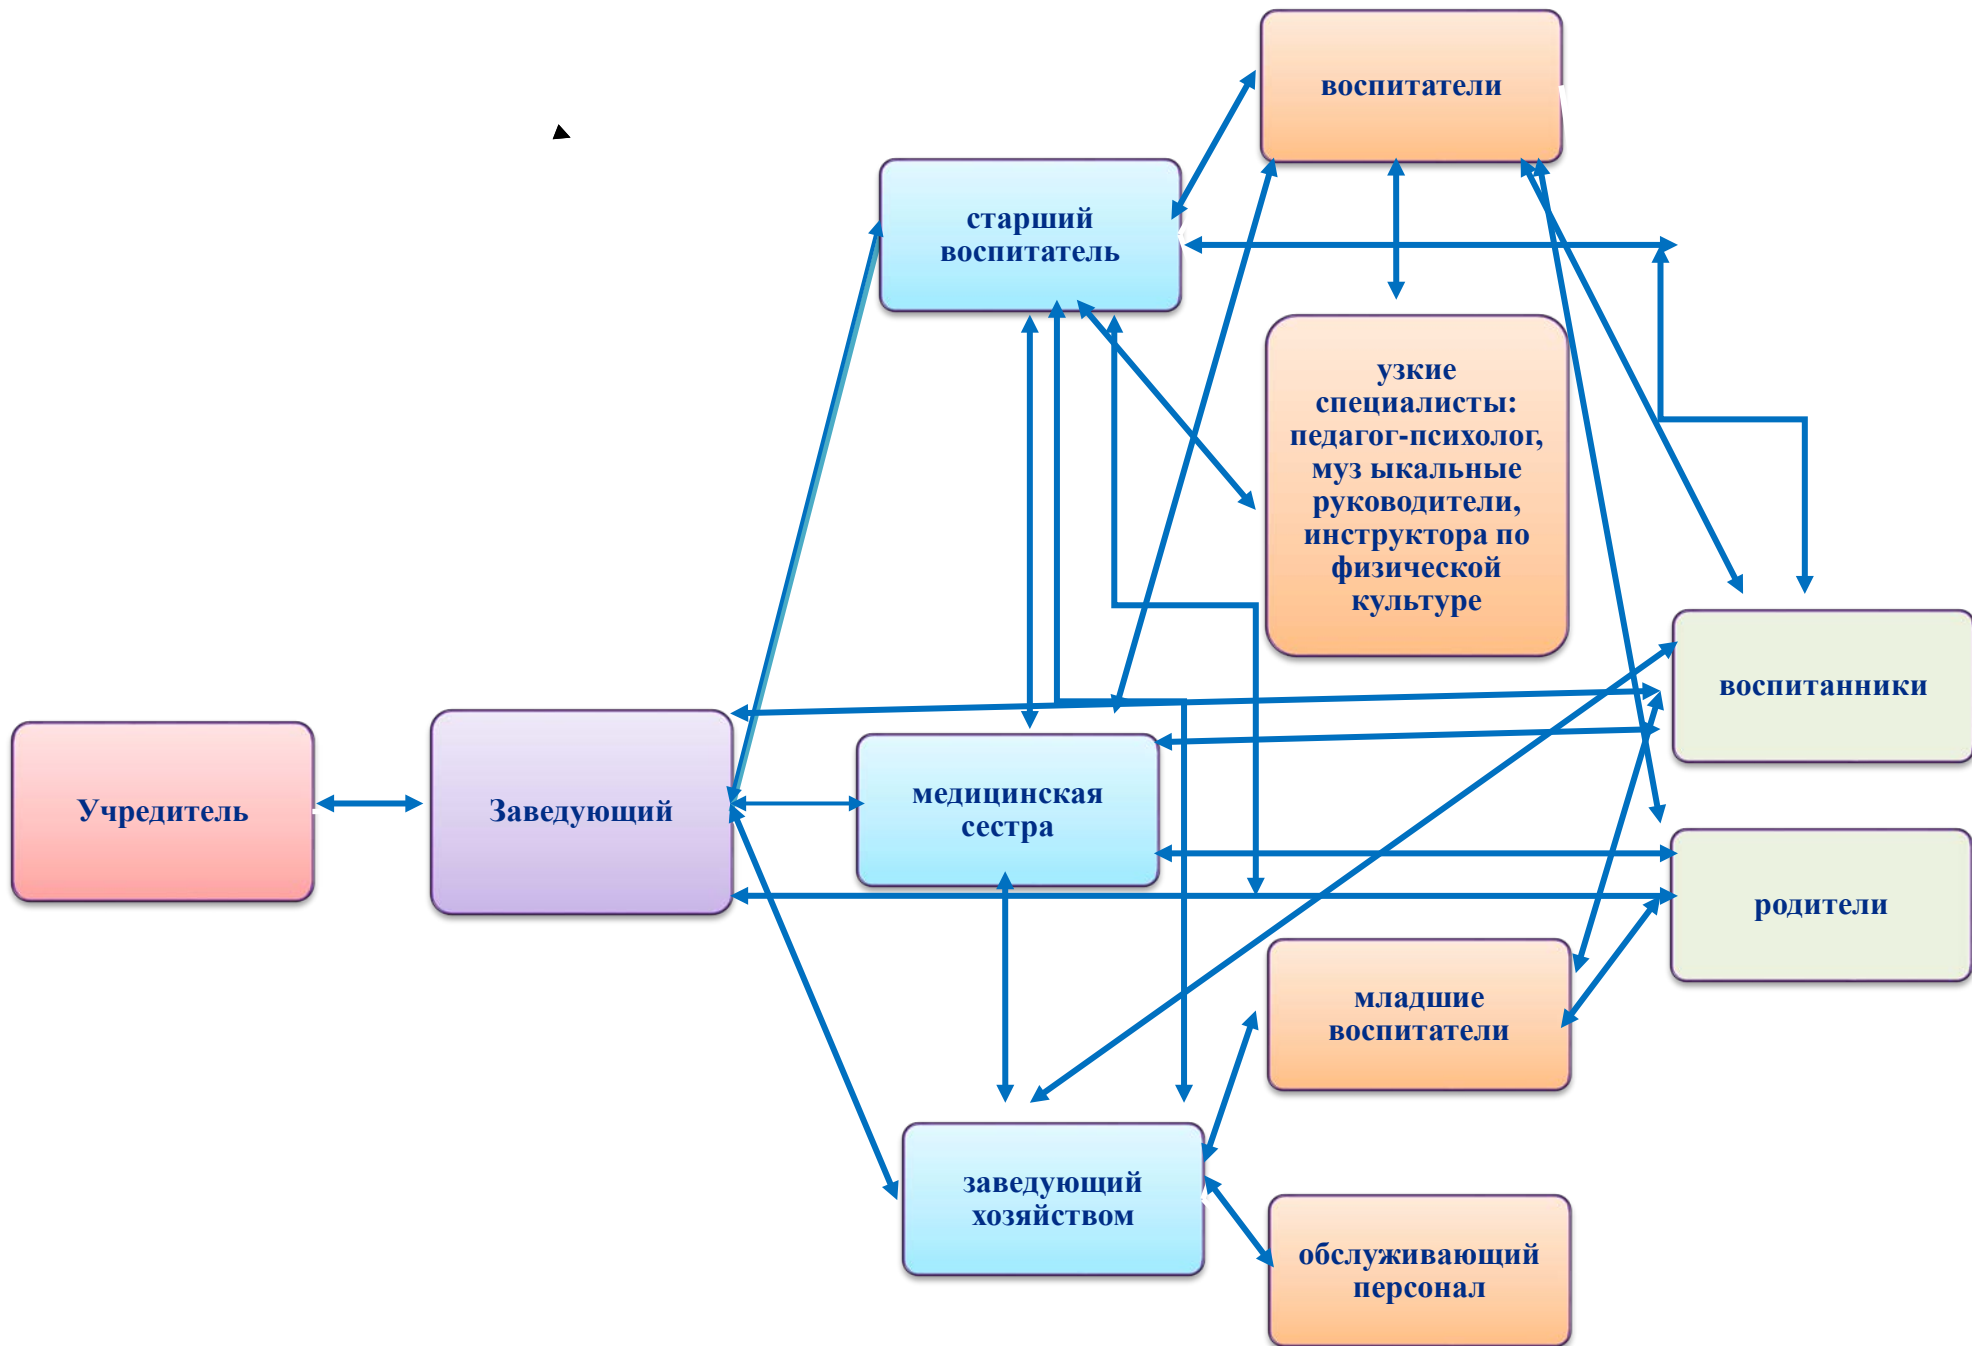 воспитатели
старший
воспитатель
узкие
специалисты:
педагог-психолог,
муз ыкальные
руководители,
инструктора по
физической
культуре
воспитанники
Учредитель
Заведующий
медицинская
сестра
родители
младшие
воспитатели
заведующий
хозяйством
обслуживающий
персонал